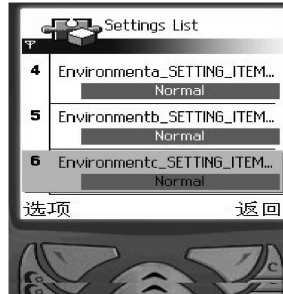 Settings List
4 Environmenta_SETTING_ITEM...
Normal
5 Environmentb_SETTING_ITEM...
Normal
6 Environmentc_SETTING_ITEM...
Normal
选项 返回
C